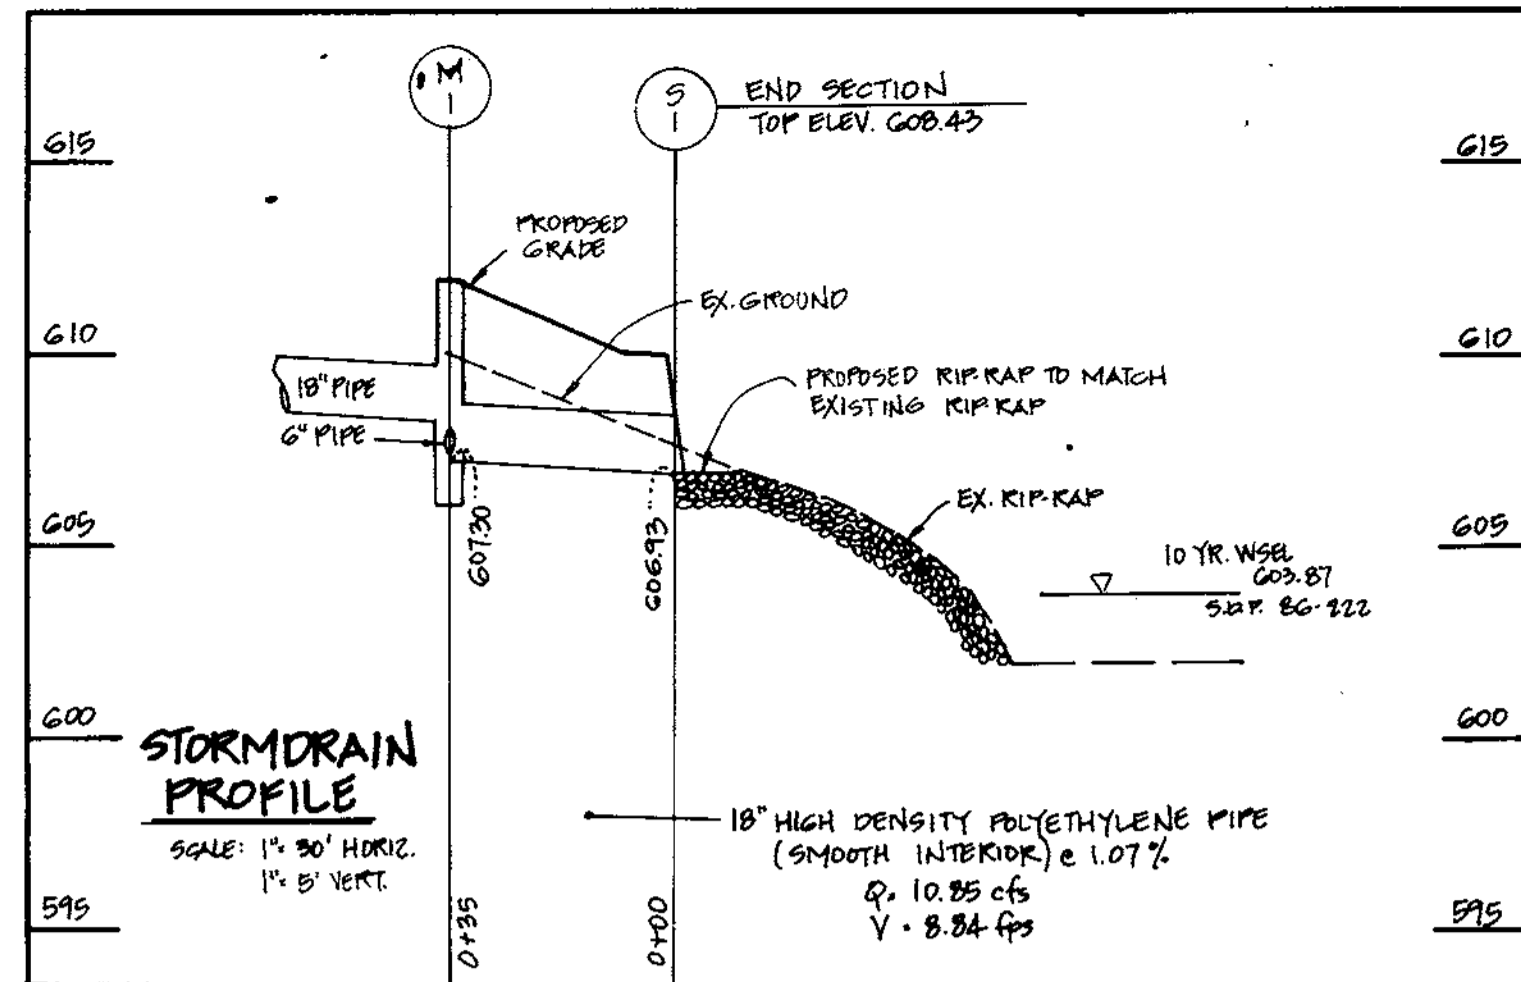 M
1
S
1
END SECTION
TOP ELEV. 608.43
615
615
PROPOSED
GRADE
EX. GROUND
610
610
18" PIPE
PROPOSED RIP-RAP TO MATCH
EXISTING RIP RAP
6" PIPE
EX. RIP-RAP
607.30
606.93
605
605
10 YR. WSEL
603.87
S.D.P. 86-222
600
600
STORMDRAIN
PROFILE
SCALE: 1"= 30' HORIZ.
1"= 5' VERT.
18" HIGH DENSITY POLYETHYLENE PIPE
(SMOOTH INTERIOR) @ 1.07%
Q= 10.85 cfs
V = 8.84 fps
595
595
0+35
0+00